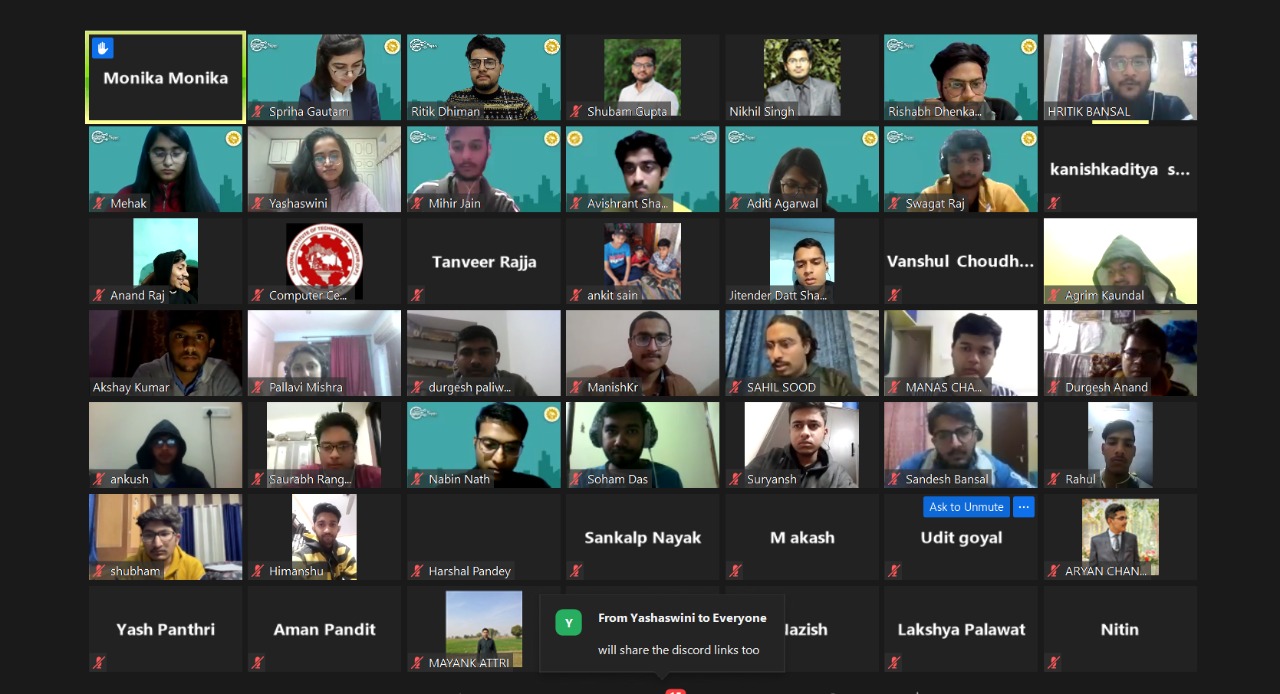 Monika Monika
Spriha Gautam
Ritik Dhiman
Shubam Gupta
Nikhil Singh
Rishabh Dhenka...
HRITIK BANSAL
Mehak
Yashaswini
Mihir Jain
Avishrant Sha...
Aditi Agarwal
Swagat Raj
kanishkaditya s...
Anand Raj
Computer Ce...
Tanveer Rajja
ankit sain
Jitender Datt Sha...
Vanshul Choudh...
Agrim Kaundal
Akshay Kumar
Pallavi Mishra
durgesh paliw...
ManishKr
SAHIL SOOD
MANAS CHA...
Durgesh Anand
ankush
Saurabh Rang...
Nabin Nath
Soham Das
Suryansh
Sandesh Bansal
Rahul
shubham
Himanshu
Harshal Pandey
Sankalp Nayak
M akash
Ask to Unmute ...
Udit goyal
ARYAN CHAN...
Yash Panthri
Aman Pandit
MAYANK ATTRI
Y
From Yashaswini to Everyone
will share the discord links too
Lakshya Palawat
Nitin